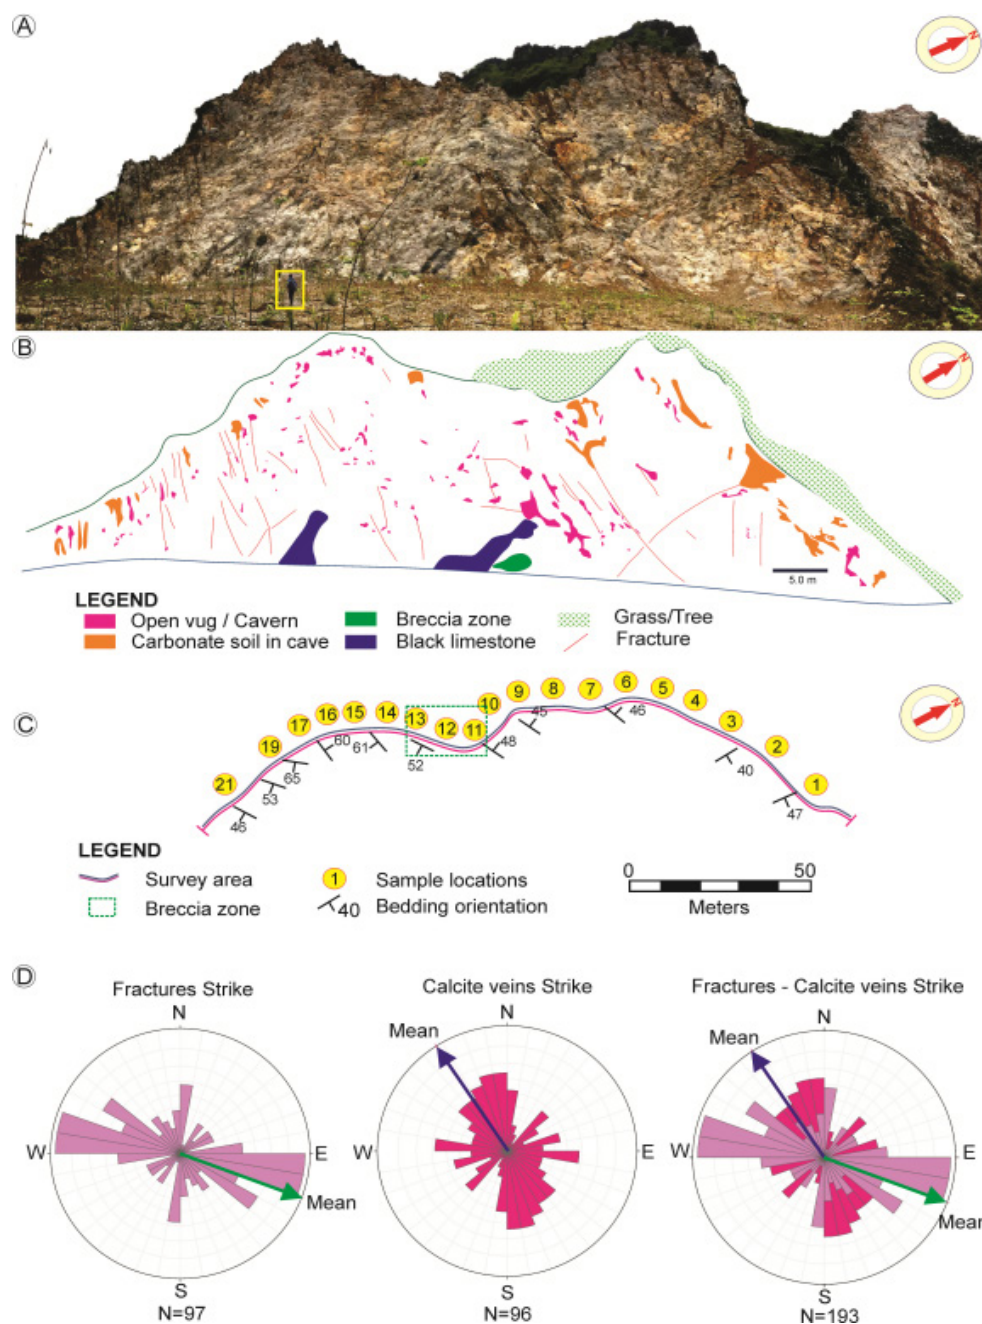 A
N
B
N
5.0 m
LEGEND
Open vug / Cavern
Breccia zone
Grass/Tree
Carbonate soil in cave
Black limestone
Fracture
C
N
21 19 17 16 15 14 13 12 11 10 9 8 7 6 5 4 3 2 1
46 53 65 60 61 52 48 45 46 40 47
LEGEND
Survey area
1 Sample locations
Breccia zone
40 Bedding orientation
0 50
Meters
D
Fractures Strike
N
W
E
Mean
S
N=97
Calcite veins Strike
N
Mean
W
E
S
N=96
Fractures - Calcite veins Strike
N
Mean
W
E
Mean
S
N=193